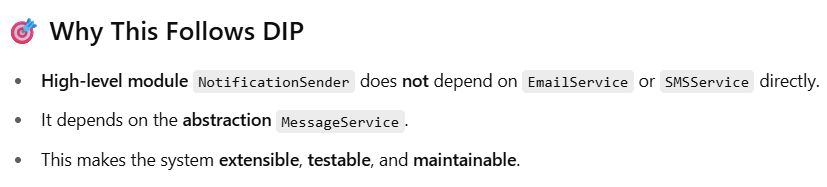 🎯 Why This Follows DIP
• High-level module NotificationSender does not depend on EmailService or SMSService directly.
• It depends on the abstraction MessageService.
• This makes the system extensible, testable, and maintainable.